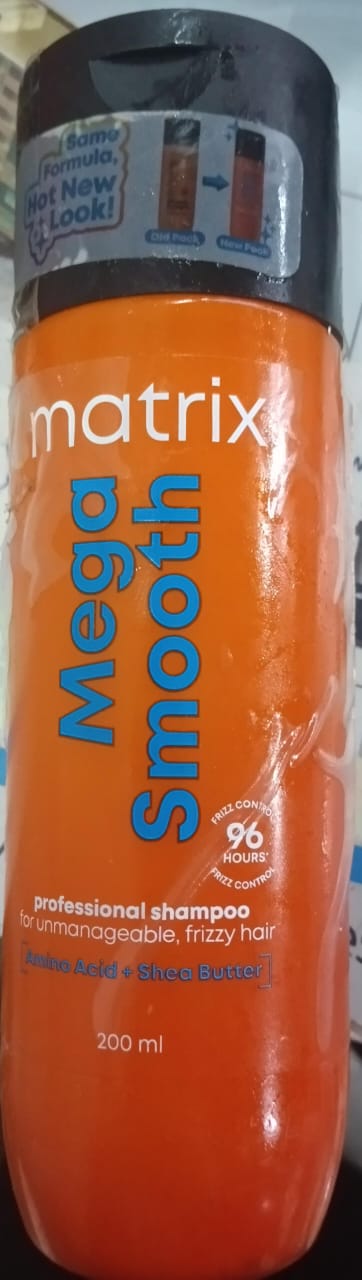 Same
Formula,
Hot New
Look!
Old Pack
New Pack
matrix
Mega
Smooth
FRIZZ CONTROL
96
HOURS*
FRIZZ CONTROL
professional shampoo
for unmanageable, frizzy hair
[Amino Acid + Shea Butter]
200 ml